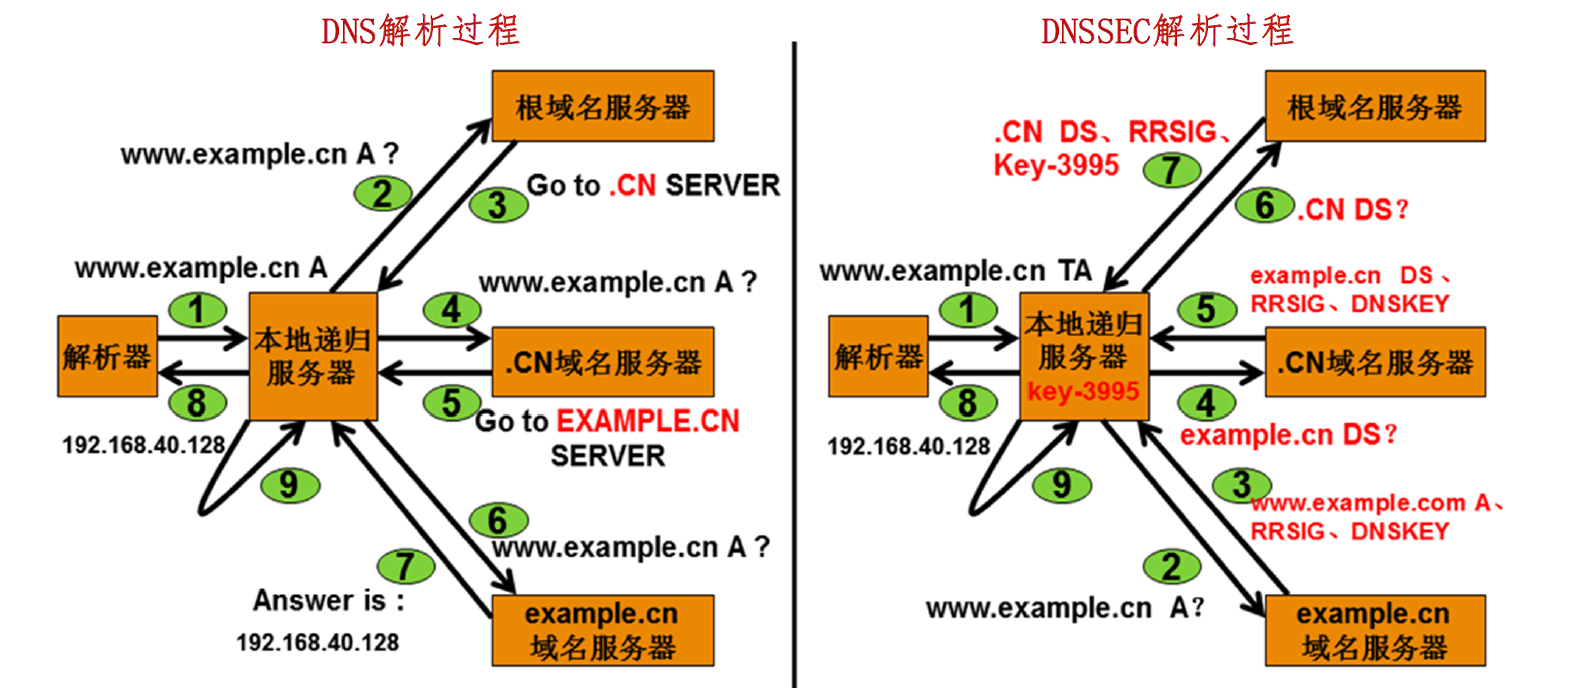 DNS解析过程
根域名服务器
www.example.cn A？
2
3
Go to .CN SERVER
www.example.cn A
1
解析器
8
192.168.40.128
本地递归
服务器
www.example.cn A？
4
.CN域名服务器
5
Go to EXAMPLE.CN
SERVER
9
6
www.example.cn A？
7
Answer is：
192.168.40.128
example.cn
域名服务器
DNSSEC解析过程
根域名服务器
.CN DS、RRSIG、
Key-3995
7
6
.CN DS？
www.example.cn TA
1
解析器
8
192.168.40.128
本地递归
服务器
key-3995
example.cn DS、
RRSIG、DNSKEY
5
.CN域名服务器
4
example.cn DS？
9
3
www.example.com A、
RRSIG、DNSKEY
2
www.example.cn A？
example.cn
域名服务器